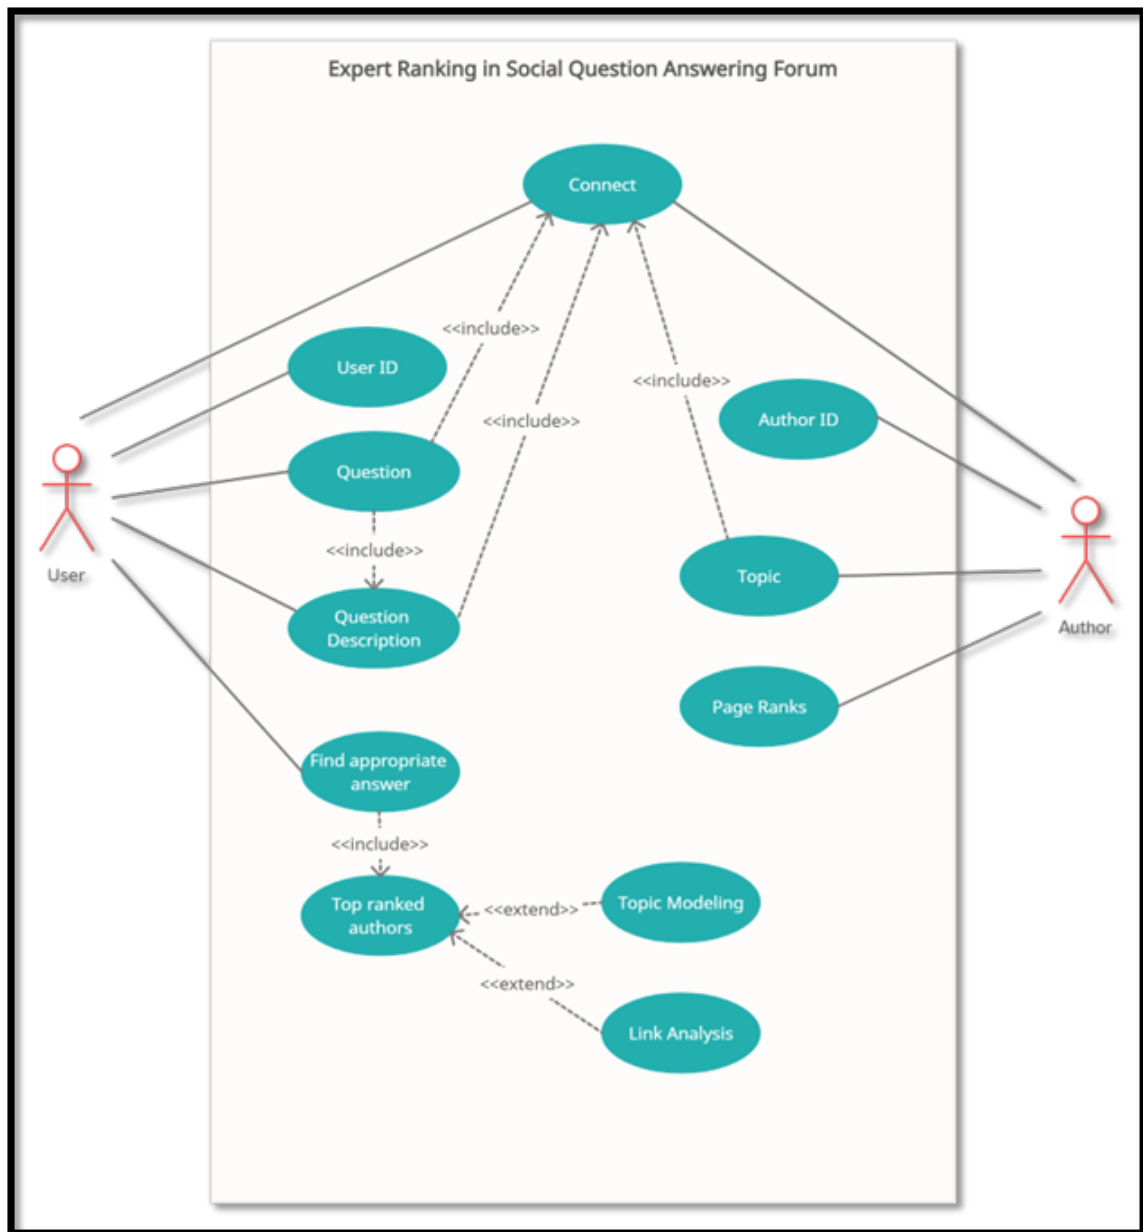 Expert Ranking in Social Question Answering Forum
Connect
<<include>>
User ID
<<include>>
<<include>>
Author ID
Question
<<include>>
User
Topic
Question
Description
Author
Page Ranks
Find appropriate
answer
<<include>>
Top ranked
authors
<<extend>>
Topic Modeling
<<extend>>
Link Analysis